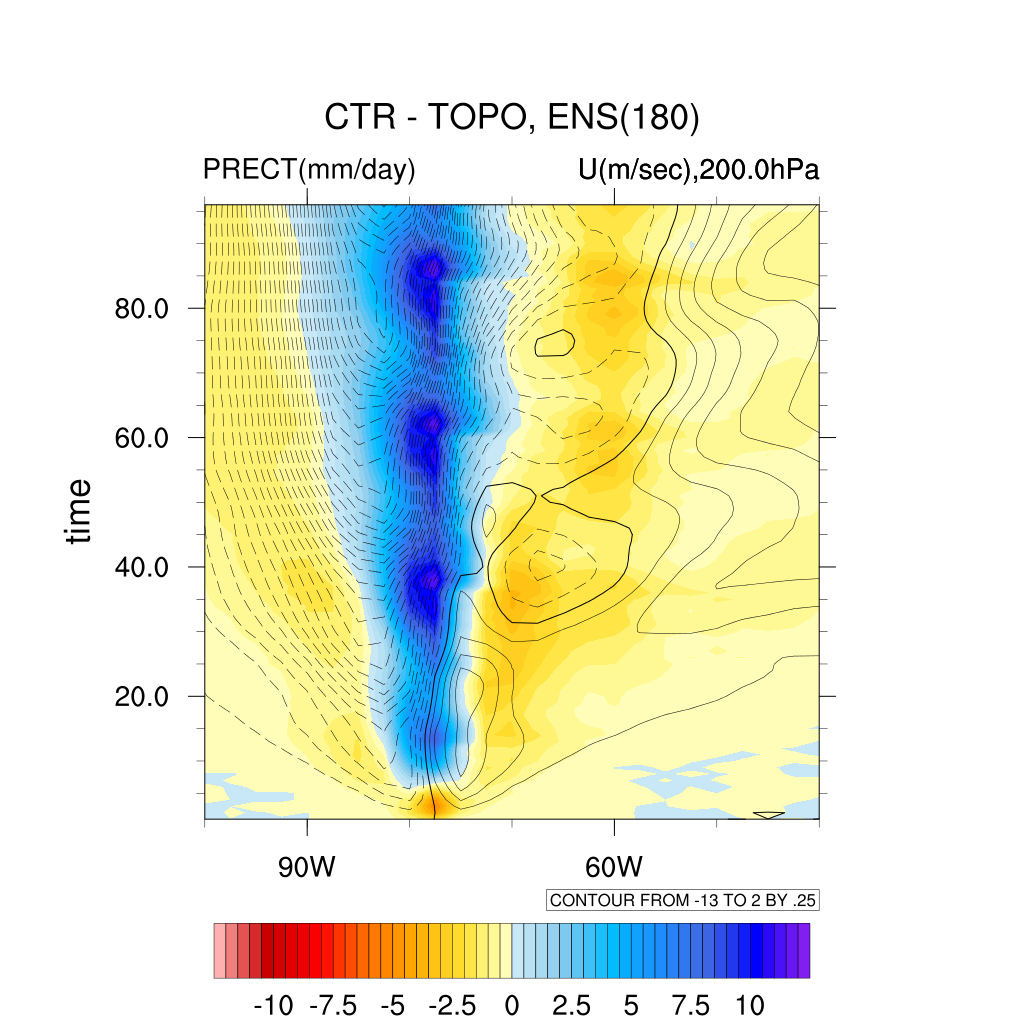 CTR - TOPO, ENS(180)
PRECT(mm/day) U(m/sec),200.0hPa
80.0
60.0
time
40.0
20.0
90W 60W
CONTOUR FROM -13 TO 2 BY .25
-10 -7.5 -5 -2.5 0 2.5 5 7.5 10